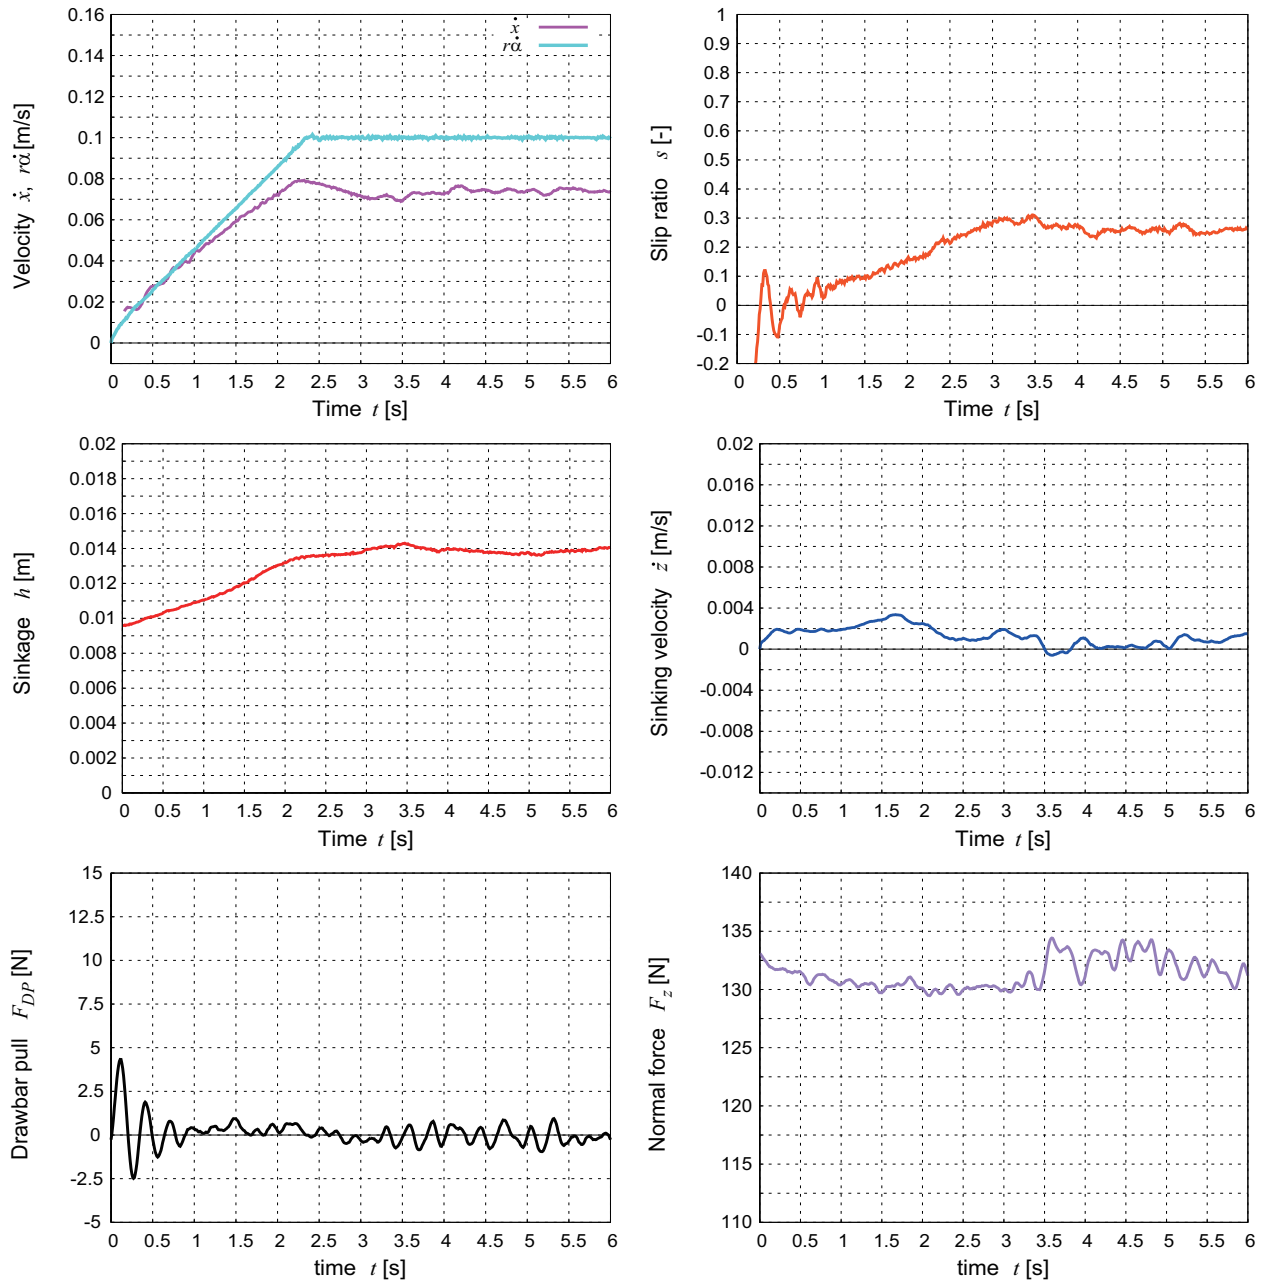 Velocity ẋ, rα̇ [m/s]
0.16
0.14
0.12
0.1
0.08
0.06
0.04
0.02
0
ẋ
rα̇
0 0.5 1 1.5 2 2.5 3 3.5 4 4.5 5 5.5 6
Time t [s]
Slip ratio s [-]
1
0.9
0.8
0.7
0.6
0.5
0.4
0.3
0.2
0.1
0
-0.1
-0.2
0 0.5 1 1.5 2 2.5 3 3.5 4 4.5 5 5.5 6
Time t [s]
Sinkage h [m]
0.02
0.018
0.016
0.014
0.012
0.01
0.008
0.006
0.004
0.002
0
0 0.5 1 1.5 2 2.5 3 3.5 4 4.5 5 5.5 6
Time t [s]
Sinking velocity ż [m/s]
0.02
0.016
0.012
0.008
0.004
0
-0.004
-0.008
-0.012
0 0.5 1 1.5 2 2.5 3 3.5 4 4.5 5 5.5 6
Time t [s]
Drawbar pull F_DP [N]
15
12.5
10
7.5
5
2.5
0
-2.5
-5
0 0.5 1 1.5 2 2.5 3 3.5 4 4.5 5 5.5 6
time t [s]
Normal force F_z [N]
140
135
130
125
120
115
110
0 0.5 1 1.5 2 2.5 3 3.5 4 4.5 5 5.5 6
time t [s]